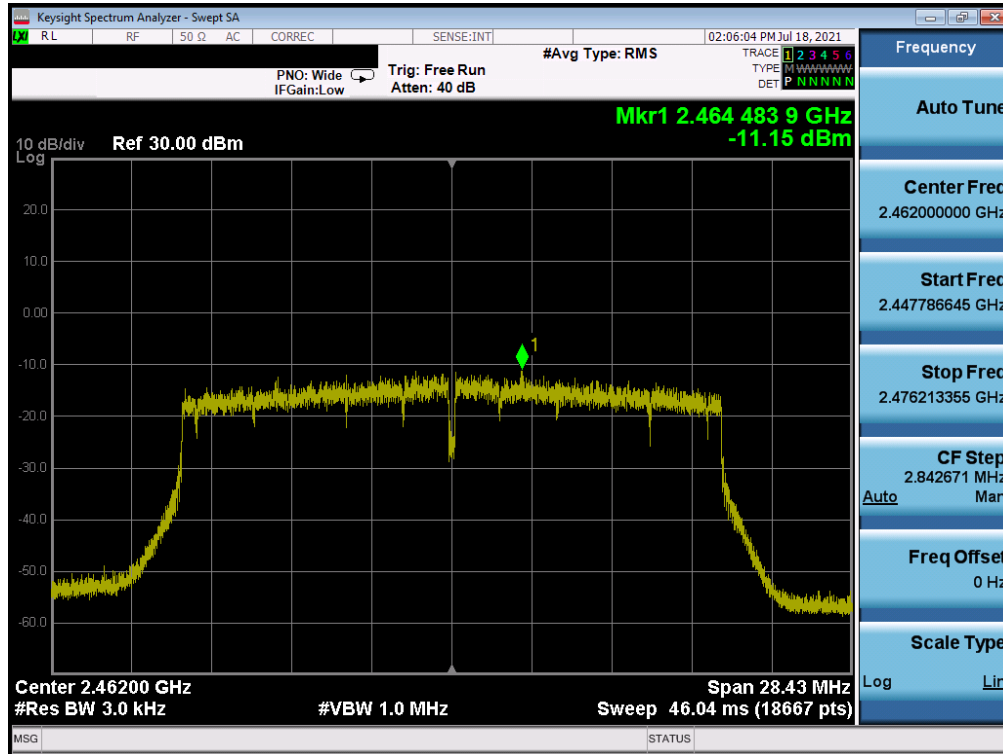 Keysight Spectrum Analyzer - Swept SA
LXI RL RF 50 Ω AC CORREC SENSE:INT 02:06:04 PM Jul 18, 2021
PNO: Wide
IFGain:Low
Trig: Free Run
Atten: 40 dB
#Avg Type: RMS
TRACE 1 2 3 4 5 6
TYPE M WWWWW
DET P N N N N N
Mkr1 2.464 483 9 GHz
-11.15 dBm
10 dB/div Ref 30.00 dBm
Log
20.0
10.0
0.00
-10.0
-20.0
-30.0
-40.0
-50.0
-60.0
1
Center 2.46200 GHz Span 28.43 MHz
#Res BW 3.0 kHz #VBW 1.0 MHz Sweep 46.04 ms (18667 pts)
MSG STATUS
Frequency
Auto Tune
Center Freq
2.462000000 GHz
Start Freq
2.447786645 GHz
Stop Freq
2.476213355 GHz
CF Step
2.842671 MHz
Auto Man
Freq Offset
0 Hz
Scale Type
Log Lin